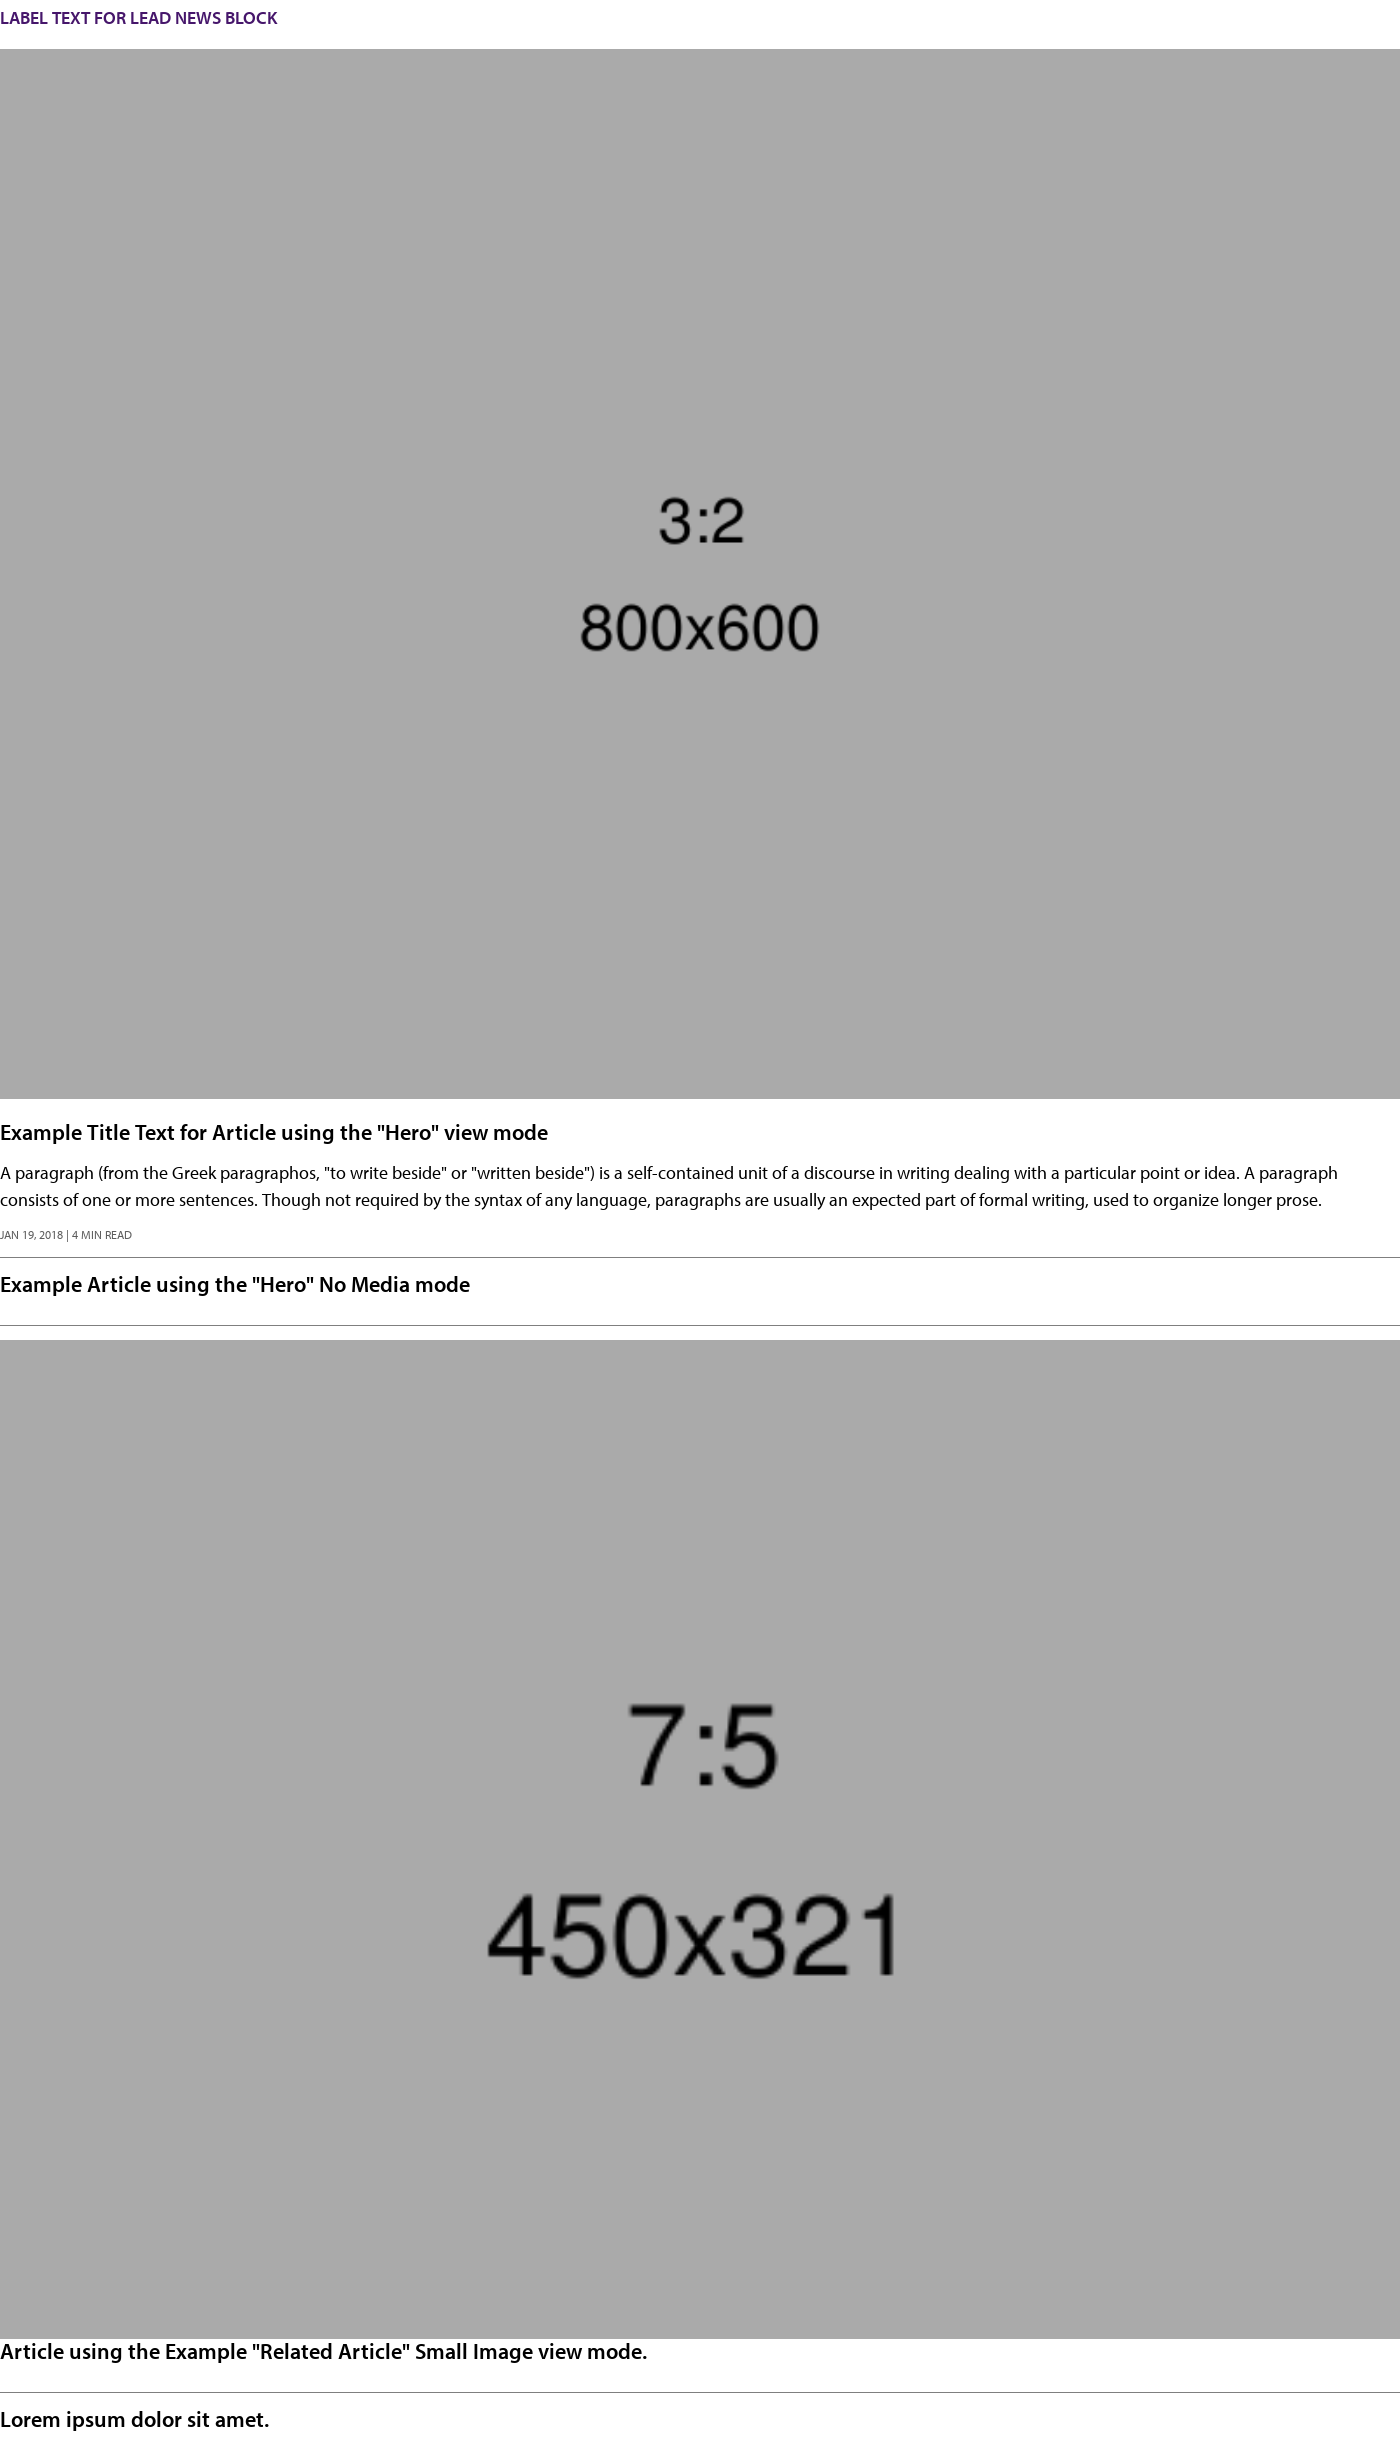 LABEL TEXT FOR LEAD NEWS BLOCK
3:2
800x600
Example Title Text for Article using the "Hero" view mode
A paragraph (from the Greek paragraphos, "to write beside" or "written beside") is a self-contained unit of a discourse in writing dealing with a particular point or idea. A paragraph
consists of one or more sentences. Though not required by the syntax of any language, paragraphs are usually an expected part of formal writing, used to organize longer prose.
JAN 19, 2018 | 4 MIN READ
Example Article using the "Hero" No Media mode
7:5
450x321
Article using the Example "Related Article" Small Image view mode.
Lorem ipsum dolor sit amet.